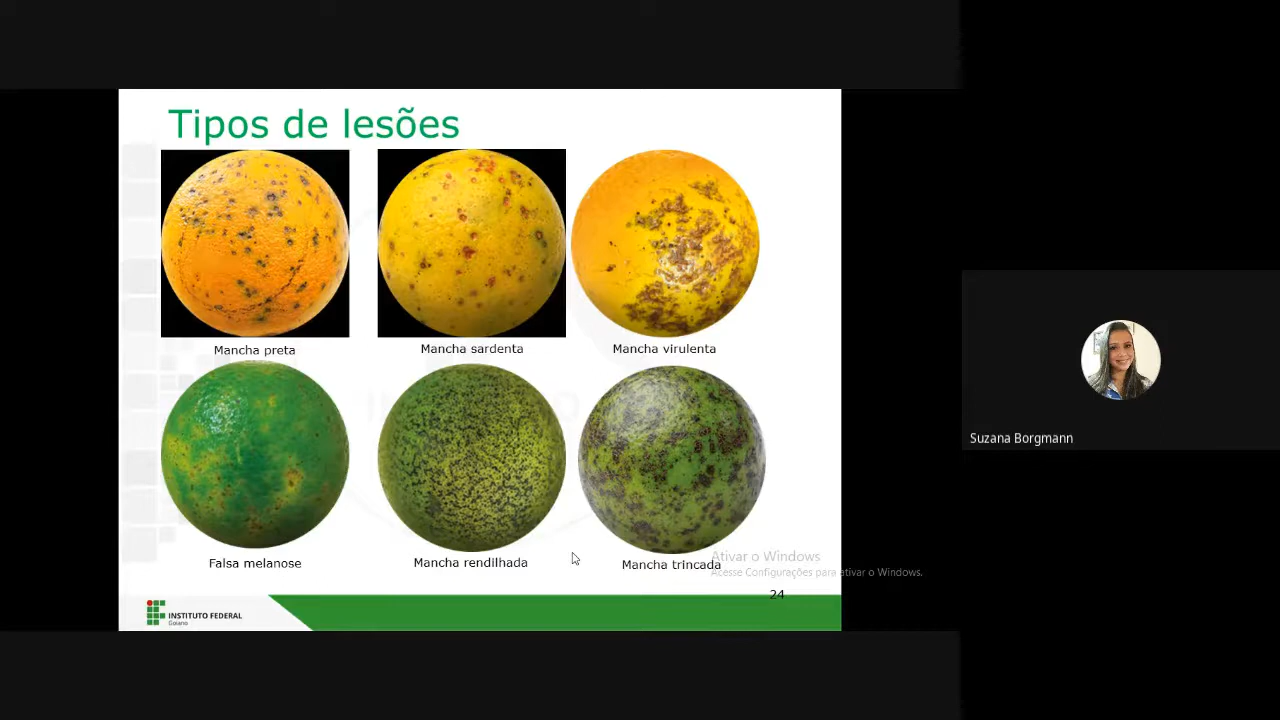 Tipos de lesões
Mancha preta
Mancha sardenta
Mancha virulenta
Falsa melanose
Mancha rendilhada
Mancha trincada
Ativar o Windows
Acesse Configurações para ativar o Windows.
24
INSTITUTO FEDERAL
Goiano
Suzana Borgmann